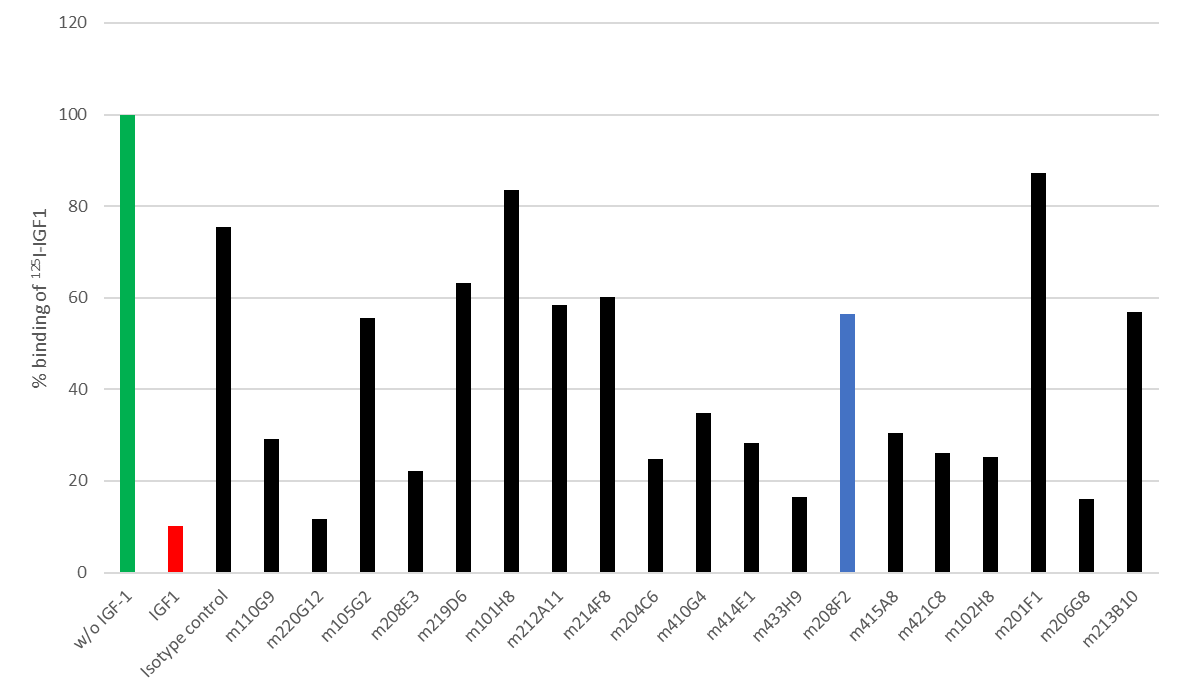 120
100
80
60
40
20
0
% binding of ¹²⁵I-IGF1
w/o IGF-1
IGF1
Isotype control
m110G9
m220G12
m105G2
m208E3
m219D6
m101H8
m212A11
m214F8
m204C6
m410G4
m414E1
m433H9
m208F2
m415A8
m421C8
m102H8
m201F1
m206G8
m213B10